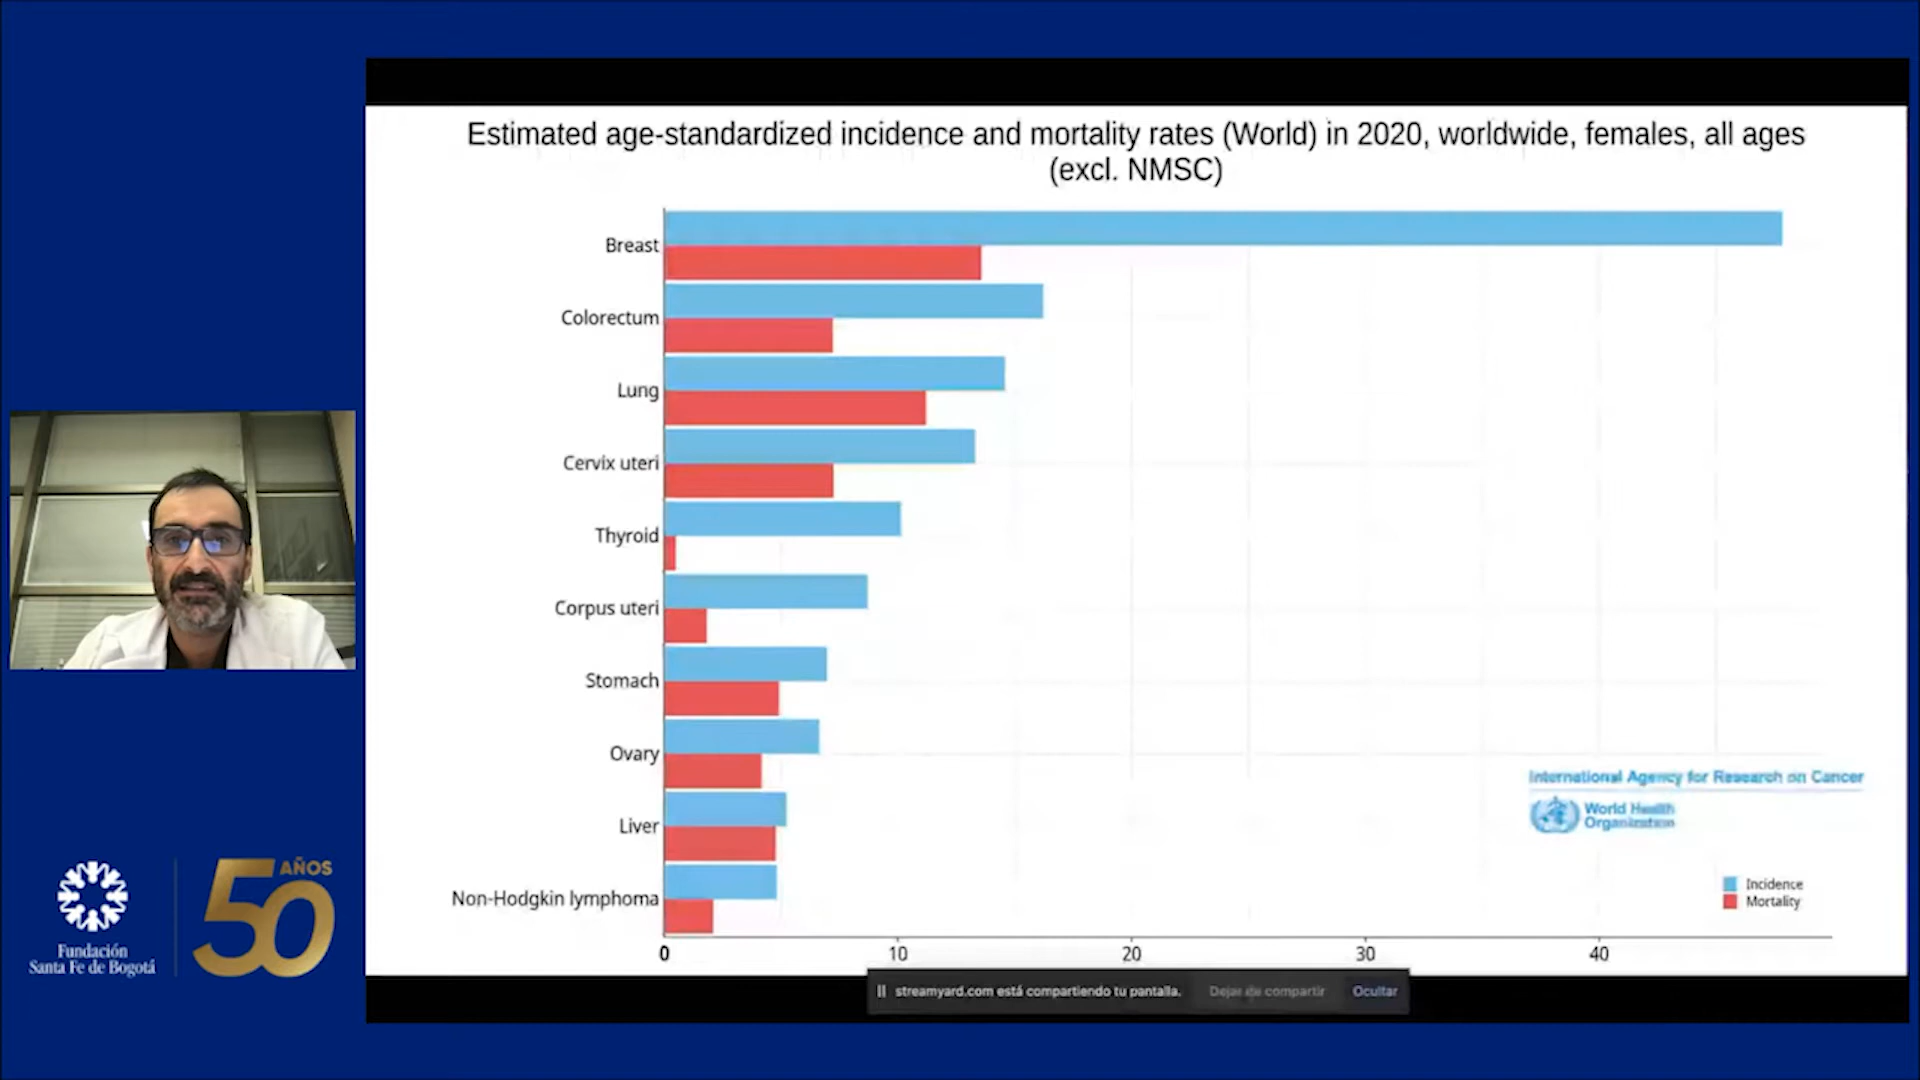 Estimated age-standardized incidence and mortality rates (World) in 2020, worldwide, females, all ages
(excl. NMSC)
Breast
Colorectum
Lung
Cervix uteri
Thyroid
Corpus uteri
Stomach
Ovary
Liver
Non-Hodgkin lymphoma
0 10 20 30 40
International Agency for Research on Cancer
World Health
Organization
Incidence
Mortality
streamyard.com está compartiendo tu pantalla. Dejar de compartir Ocultar
Fundación
Santa Fe de Bogotá
50 AÑOS